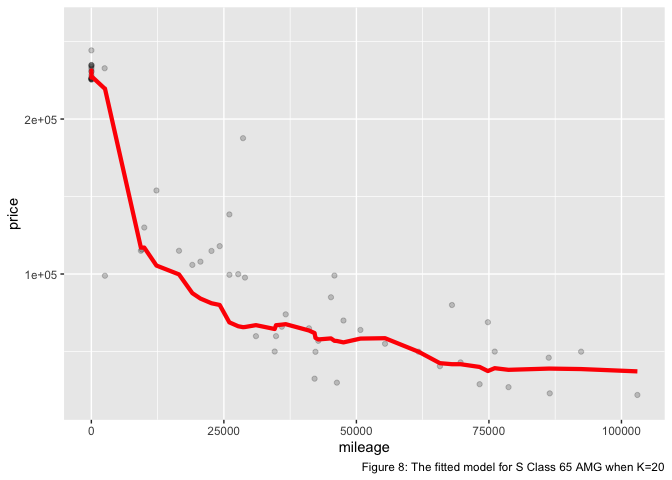 2e+05
1e+05
price
0
25000
50000
75000
100000
mileage
Figure 8: The fitted model for S Class 65 AMG when K=20